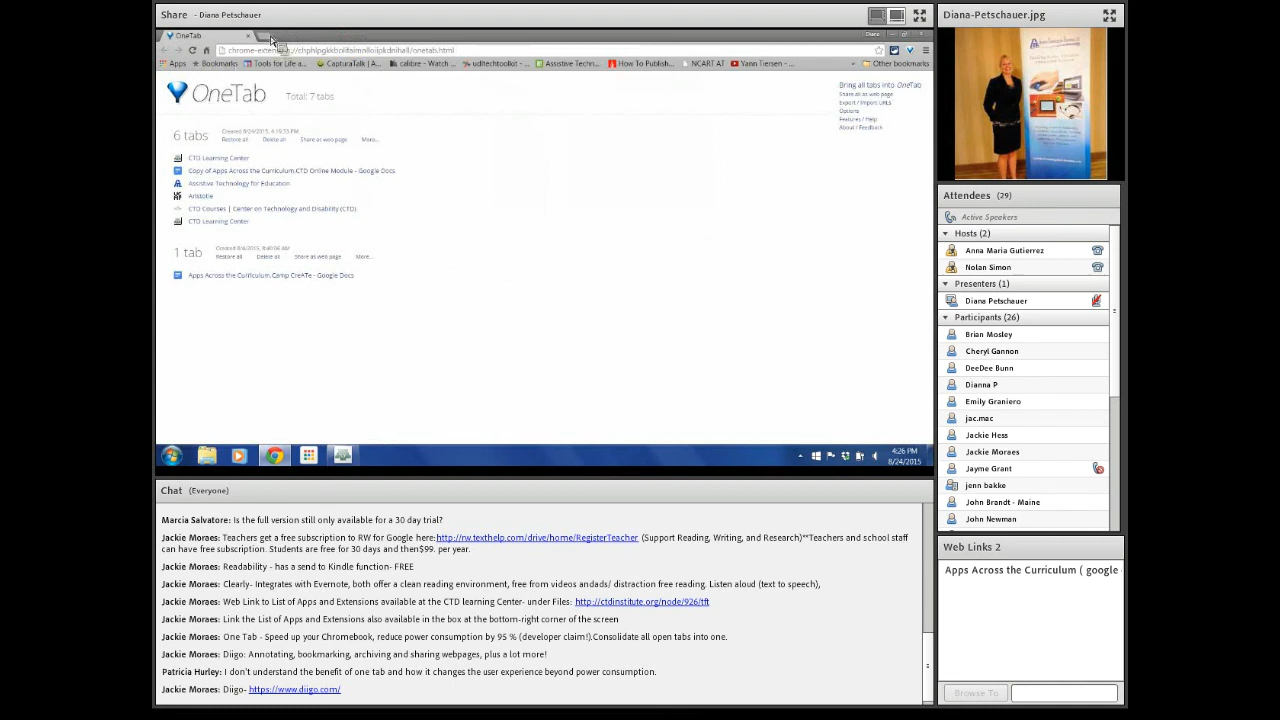 Share - Diana Petschauer
OneTab
Diana
chrome-extension://chphlpgkkbolifaimnlloiipkdnihall/onetab.html
Apps Bookmarks Tools for Life a... CapturaTalk | A... calibre - Watch ... udltechtoolkit - ... Assistive Techn... How To Publish... NCART AT Yann Tiersen - ... » Other bookmarks
OneTab Total: 7 tabs
Bring all tabs into OneTab
Share all as web page
Export / Import URLS
Options
Features / Help
About / Feedback
6 tabs
Restore all Delete all Share as web page More...
CTD Learning Center
Copy of Apps Across the Curriculum.CTD Online Module - Google Docs
Assistive Technology for Education
Aristotle
CTD Courses | Center on Technology and Disability (CTD)
CTD Learning Center
1 tab
Restore all Delete all Share as web page More...
Apps Across the Curriculum.Camp CreATe - Google Docs
4:26 PM
8/24/2015
Chat (Everyone)
Marcia Salvatore: Is the full version still only available for a 30 day trial?
Jackie Moraes: Teachers get a free subscription to RW for Google here:http://rw.texthelp.com/drive/home/RegisterTeacher (Support Reading, Writing, and Research)**Teachers and school staff
can have free subscription. Students are free for 30 days and then$99. per year.
Jackie Moraes: Readability - has a send to Kindle function- FREE
Jackie Moraes: Clearly- Integrates with Evernote, both offer a clean reading environment, free from videos andads/ distraction free reading. Listen aloud (text to speech),
Jackie Moraes: Web Link to List of Apps and Extensions available at the CTD learning Center- under Files: http://ctdinstitute.org/node/926/tft
Jackie Moraes: Link the List of Apps and Extensions also available in the box at the bottom-right corner of the screen
Jackie Moraes: One Tab - Speed up your Chromebook, reduce power consumption by 95 % (developer claim!).Consolidate all open tabs into one.
Jackie Moraes: Diigo: Annotating, bookmarking, archiving and sharing webpages, plus a lot more!
Patricia Hurley: I don't understand the benefit of one tab and how it changes the user experience beyond power consumption.
Jackie Moraes: Diigo- https://www.diigo.com/
Diana-Petschauer.jpg
Attendees (29)
Active Speakers
Hosts (2)
Anna Maria Gutierrez
Nolan Simon
Presenters (1)
Diana Petschauer
Participants (26)
Brian Mosley
Cheryl Gannon
DeeDee Bunn
Dianna P
Emily Graniero
jac.mac
Jackie Hess
Jackie Moraes
Jayme Grant
jenn bakke
John Brandt - Maine
John Newman
Web Links 2
Apps Across the Curriculum ( google
Browse To